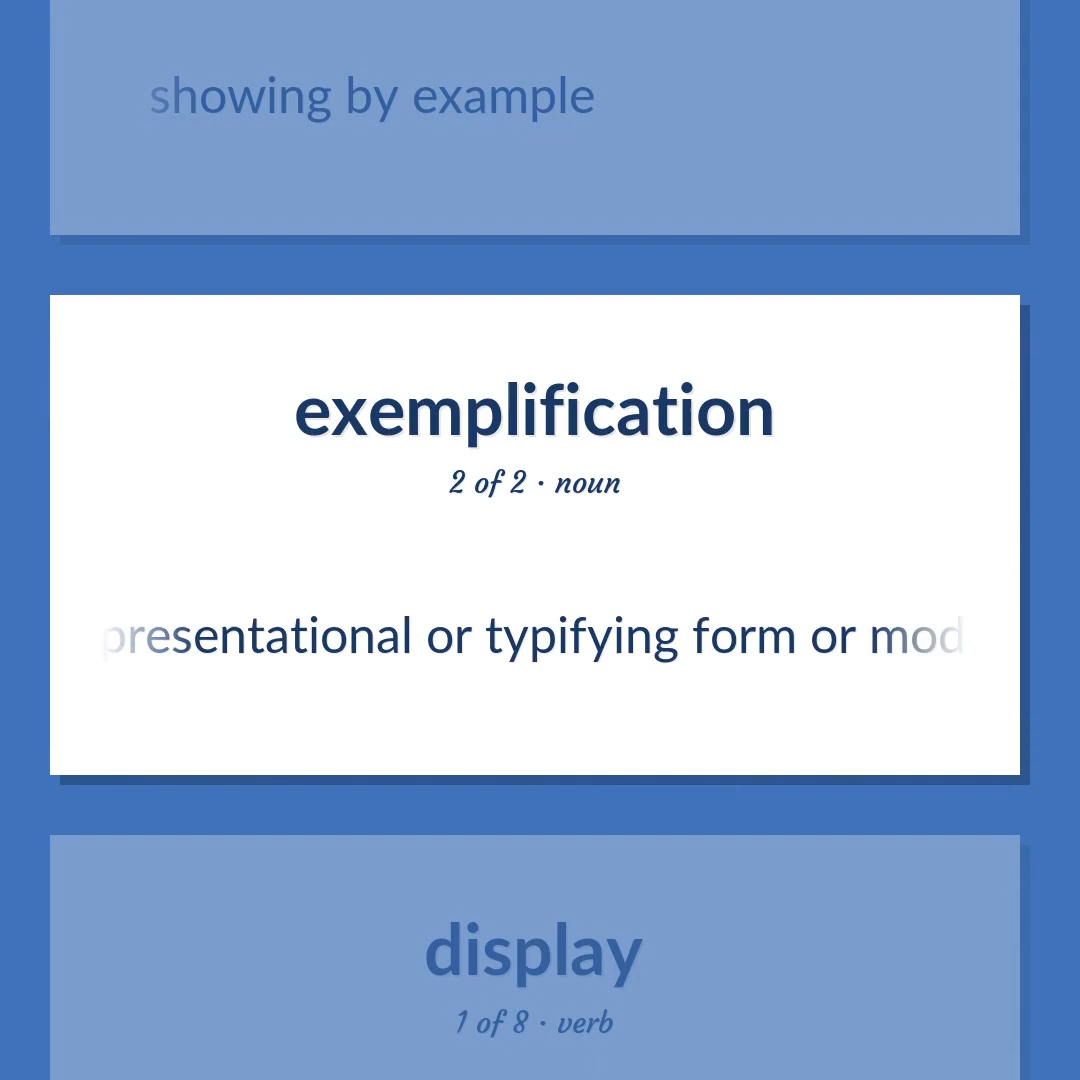 showing by example
exemplification
2 of 2 · noun
presentational or typifying form or mod
display
1 of 8 · verb